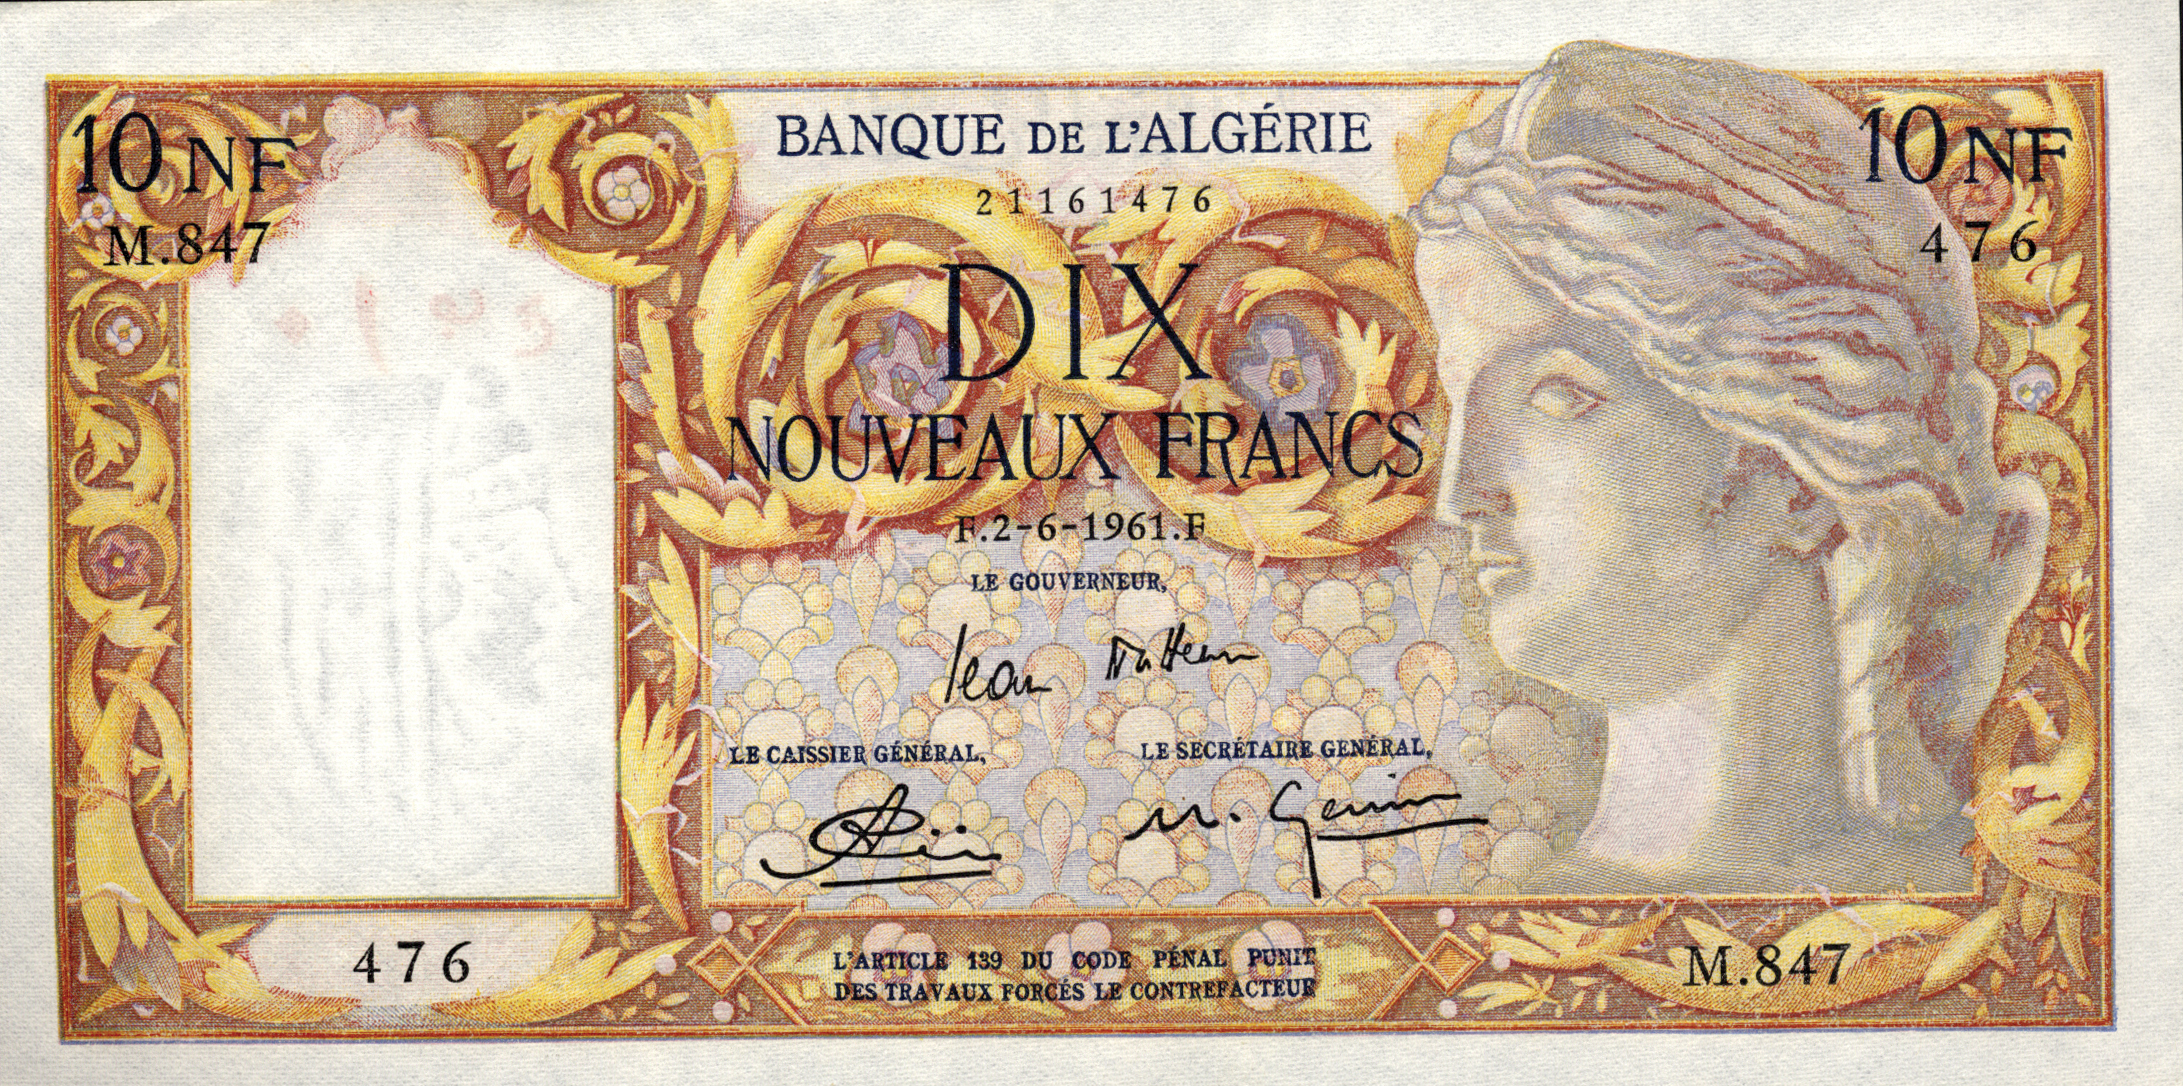 BANQUE DE L'ALGÉRIE
10 NF
10 NF
21161476
M.847
476
DIX
NOUVEAUX FRANCS
F.2-6-1961.F
LE GOUVERNEUR,
LE CAISSIER GÉNÉRAL,
LE SECRÉTAIRE GÉNÉRAL,
476
L'ARTICLE 139 DU CODE PÉNAL PUNIT
DES TRAVAUX FORCÉS LE CONTREFACTEUR
M.847